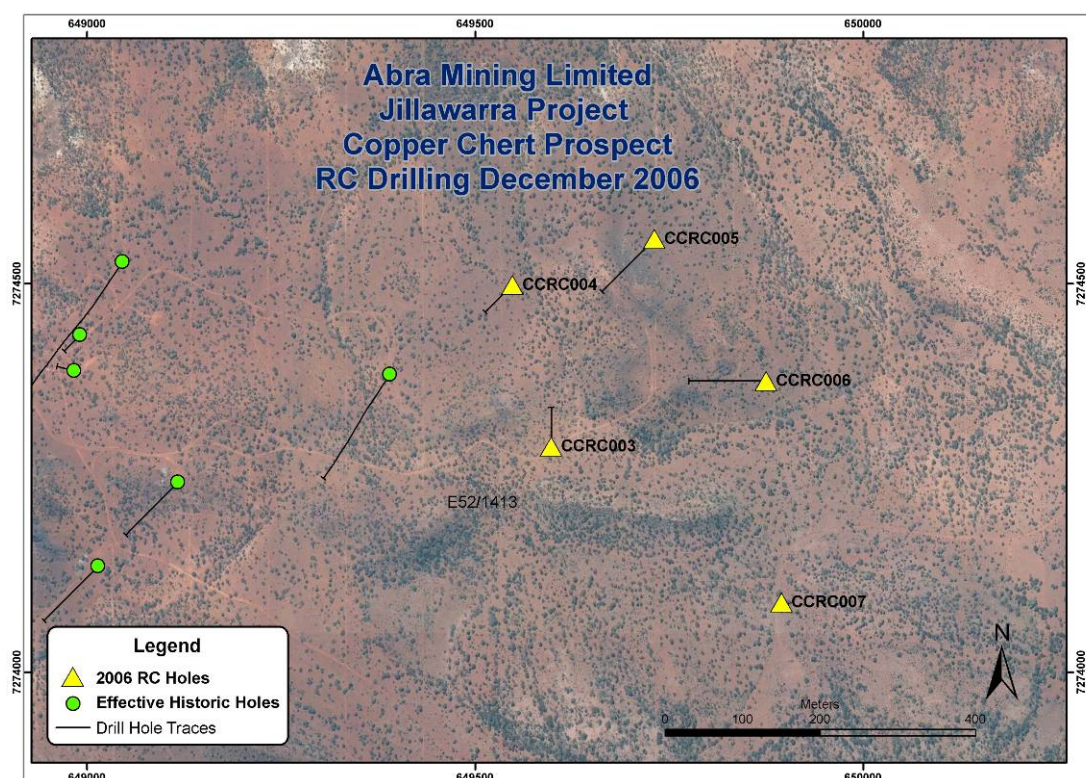 649000
649500
650000
Abra Mining Limited
Jillawarra Project
Copper Chert Prospect
RC Drilling December 2006
CCRC005
7274500
CCRC004
7274500
CCRC006
CCRC003
E52/1413
CCRC007
Legend
2006 RC Holes
Effective Historic Holes
Drill Hole Traces
N
7274000
7274000
Meters
0 100 200 400
649000
649500
650000